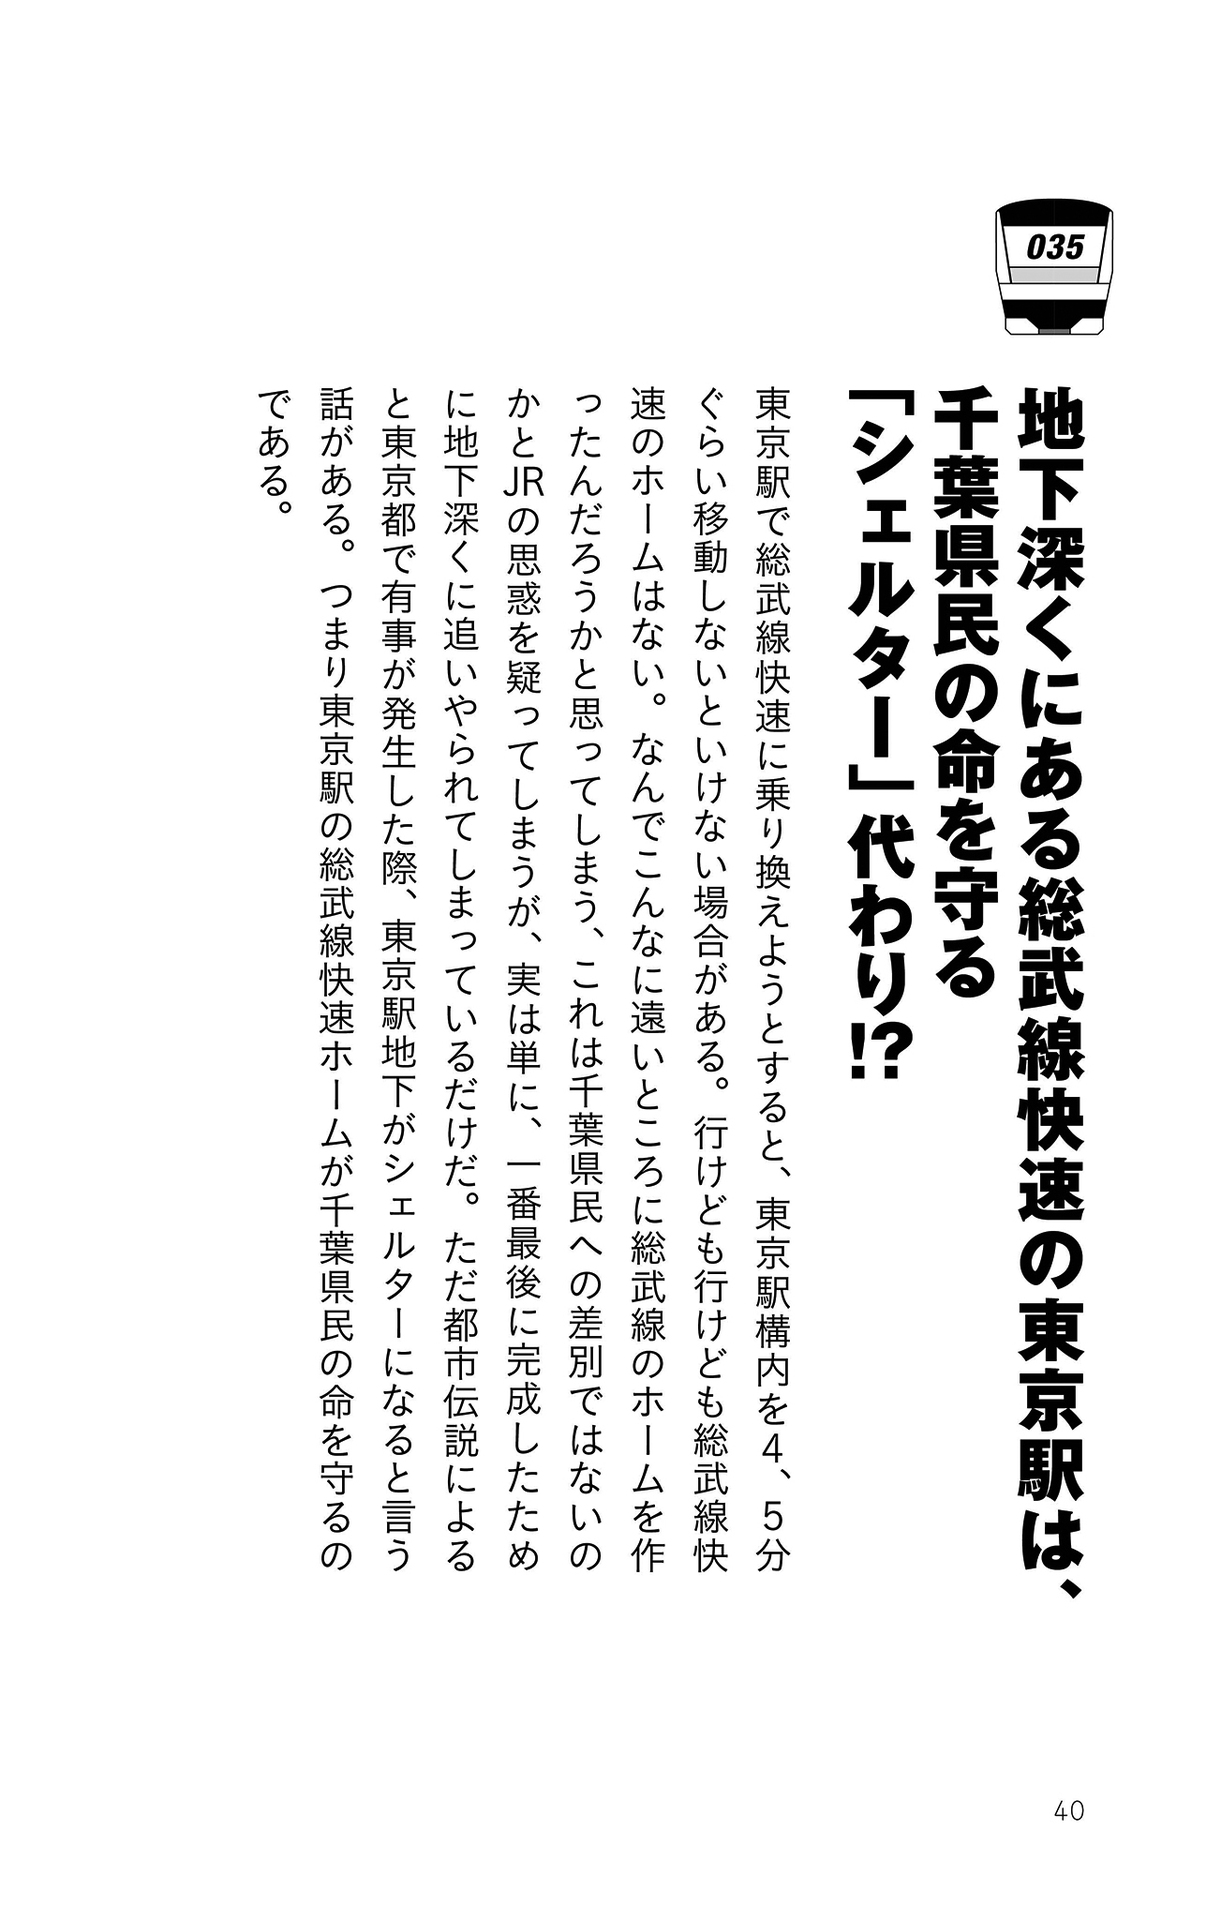 035
地下深くにある総武線快速の東京駅は、
千葉県民の命を守る
「シェルター」代わり!?
東京駅で総武線快速に乗り換えようとすると、東京駅構内を4、5分
ぐらい移動しないといけない場合がある。行けども行けども総武線快
速のホームはない。なんでこんなに遠いところに総武線のホームを作
ったんだろうかと思ってしまう、これは千葉県民への差別ではないの
かとJRの思惑を疑ってしまうが、実は単に、一番最後に完成したため
に地下深くに追いやられてしまっているだけだ。ただ都市伝説による
と東京都で有事が発生した際、東京駅地下がシェルターになると言う
話がある。つまり東京駅の総武線快速ホームが千葉県民の命を守るの
である。
40